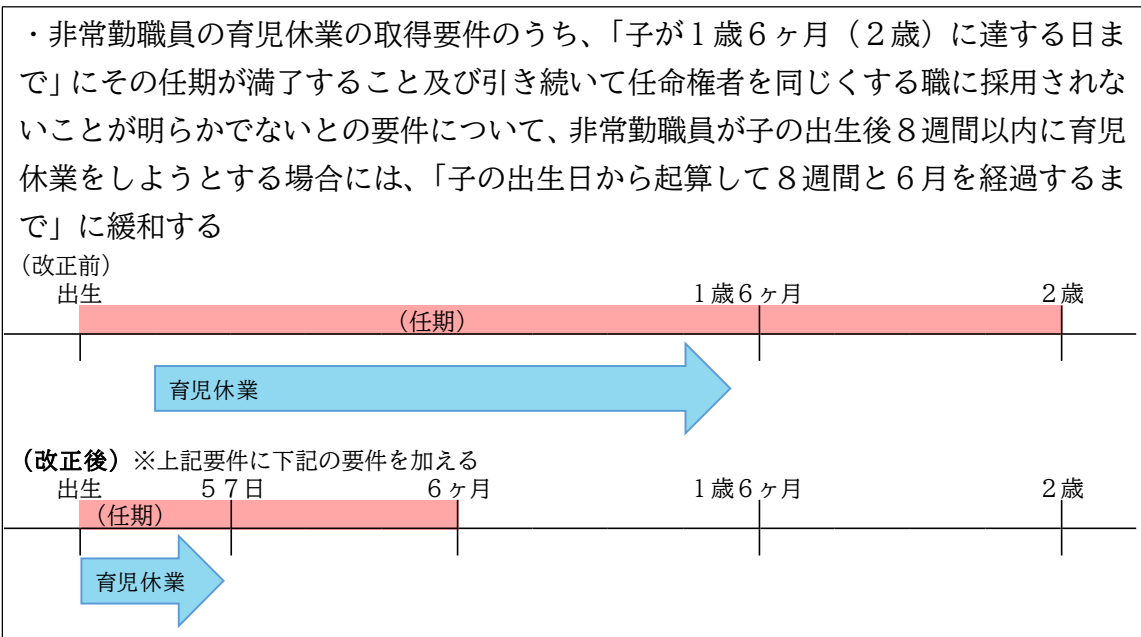 ・非常勤職員の育児休業の取得要件のうち、「子が１歳６ヶ月（２歳）に達する日ま
で」にその任期が満了すること及び引き続いて任命権者を同じくする職に採用されな
いことが明らかでないとの要件について、非常勤職員が子の出生後８週間以内に育児
休業をしようとする場合には、「子の出生日から起算して８週間と６月を経過するま
で」に緩和する
（改正前）
出生 １歳６ヶ月 ２歳
（任期）
育児休業
（改正後）※上記要件に下記の要件を加える
出生 ５７日 ６ヶ月 １歳６ヶ月 ２歳
（任期）
育児休業